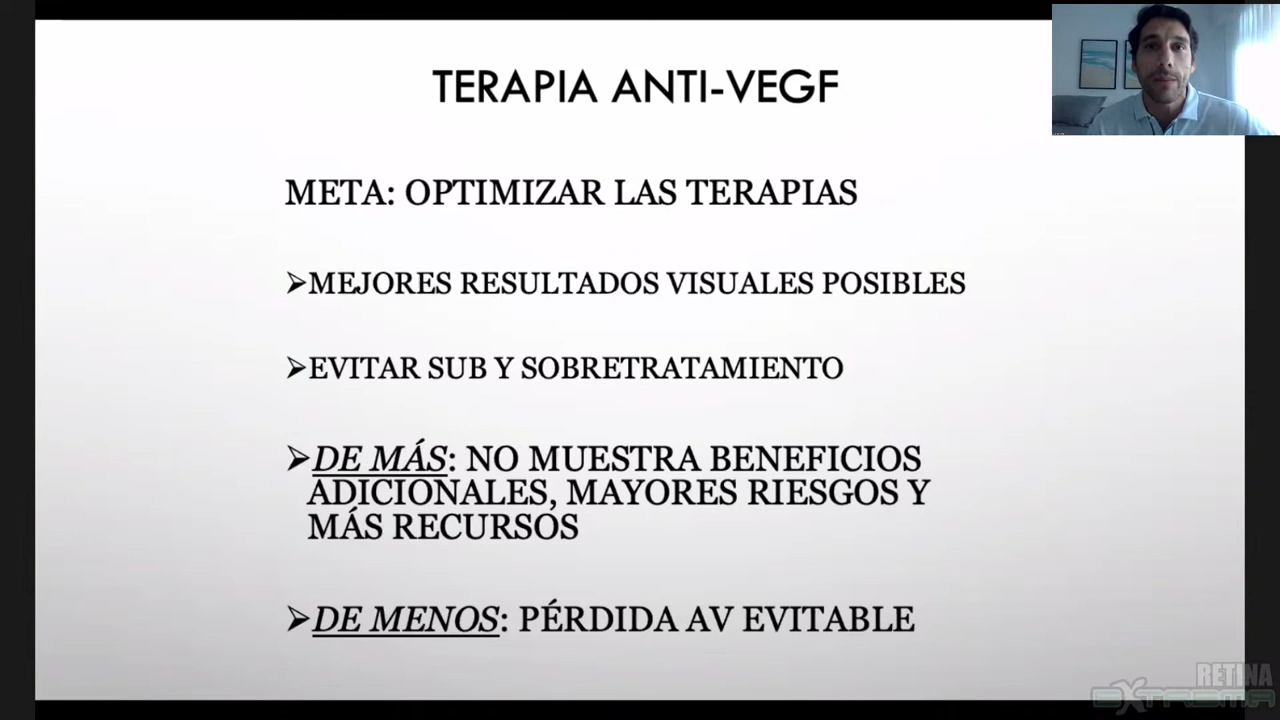 TERAPIA ANTI-VEGF
META: OPTIMIZAR LAS TERAPIAS
➢MEJORES RESULTADOS VISUALES POSIBLES
➢EVITAR SUB Y SOBRETRATAMIENTO
➢DE MÁS: NO MUESTRA BENEFICIOS
ADICIONALES, MAYORES RIESGOS Y
MÁS RECURSOS
➢DE MENOS: PÉRDIDA AV EVITABLE
RETINA
EXTREMA